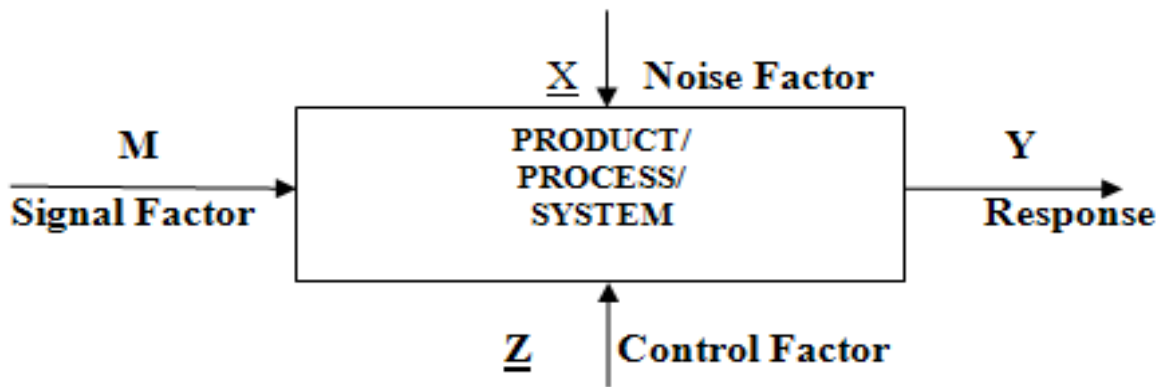 X Noise Factor
M
PRODUCT/
PROCESS/
SYSTEM
Y
Signal Factor
Response
Z Control Factor